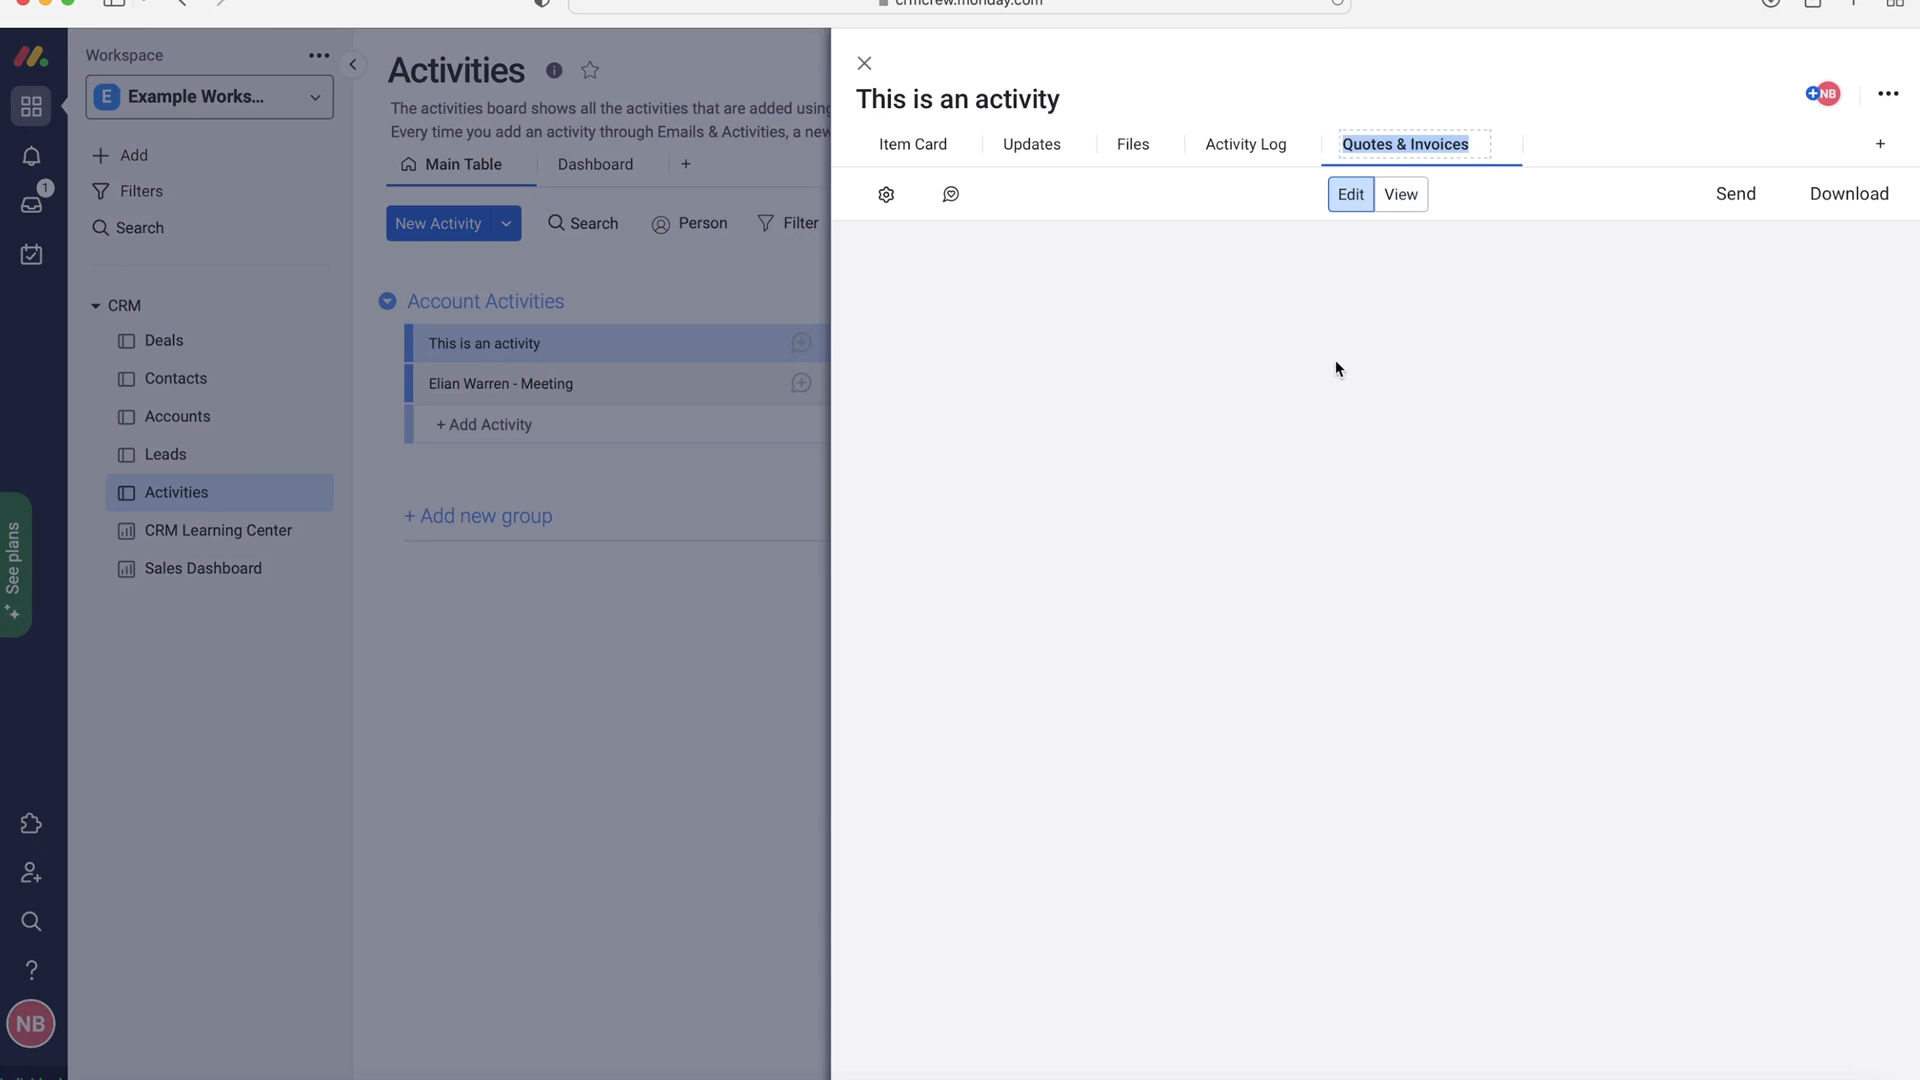 crmcrew.monday.com
Workspace
E Example Works...
Add
Filters
1
Search
CRM
Deals
Contacts
Accounts
Leads
Activities
CRM Learning Center
Sales Dashboard
See plans
NB
Activities
The activities board shows all the activities that are added using
Every time you add an activity through Emails & Activities, a new
Main Table
Dashboard
+
New Activity
Search
Person
Filter
Account Activities
This is an activity
Elian Warren - Meeting
+ Add Activity
+ Add new group
This is an activity
NB
Item Card
Updates
Files
Activity Log
Quotes & Invoices
+
Edit
View
Send
Download